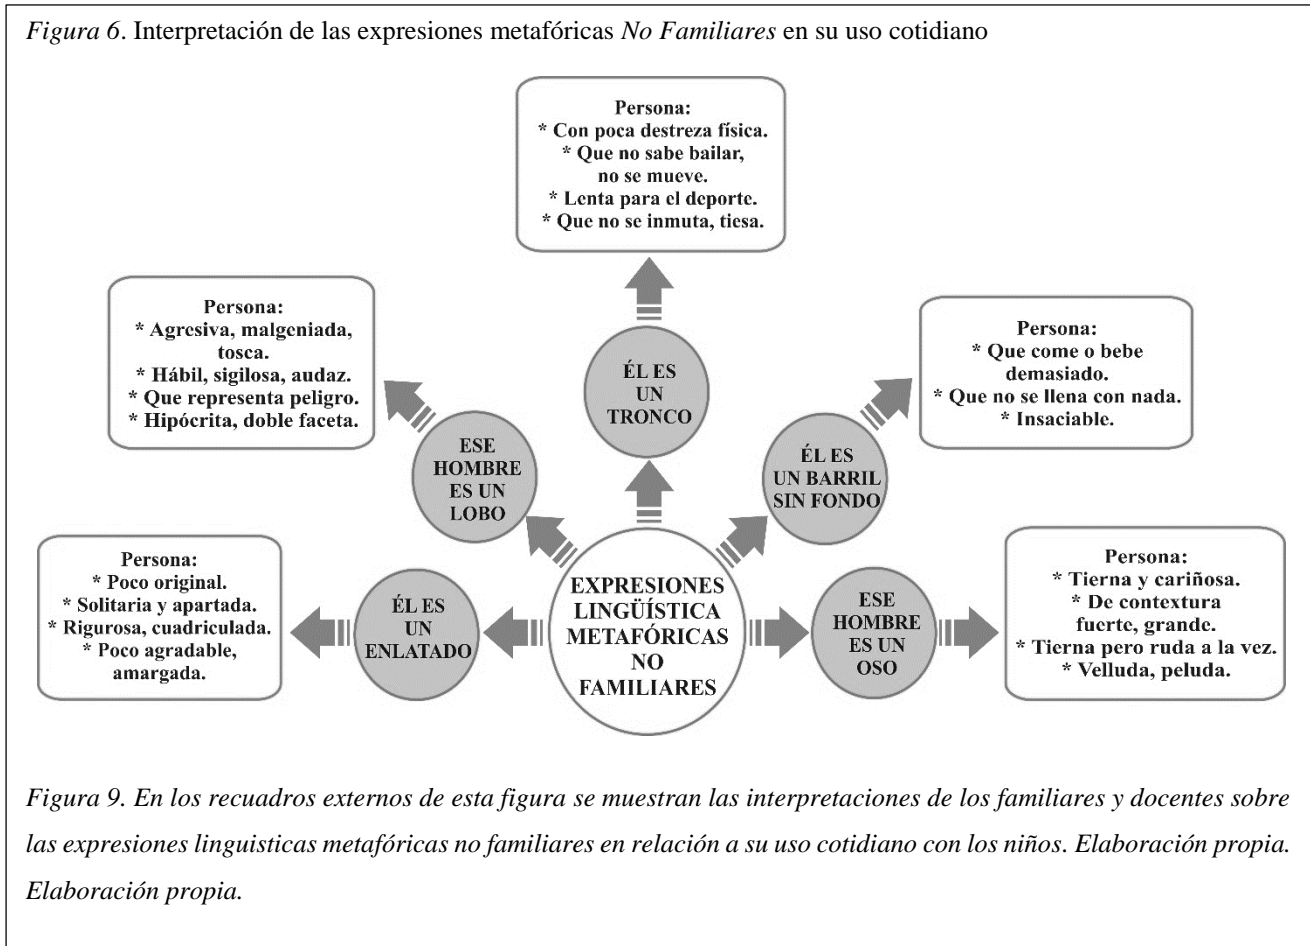 Figura 6. Interpretación de las expresiones metafóricas No Familiares en su uso cotidiano
Persona:
* Con poca destreza física.
* Que no sabe bailar,
no se mueve.
* Lenta para el deporte.
* Que no se inmuta, tiesa.
Persona:
* Agresiva, malgeniada,
tosca.
* Hábil, sigilosa, audaz.
* Que representa peligro.
* Hipócrita, doble faceta.
Persona:
* Que come o bebe
demasiado.
* Que no se llena con nada.
* Insaciable.
ÉL ES
UN
TRONCO
ESE
HOMBRE
ES UN
LOBO
ÉL ES
UN BARRIL
SIN FONDO
Persona:
* Poco original.
* Solitaria y apartada.
* Rigurosa, cuadriculada.
* Poco agradable,
amargada.
ÉL ES
UN
ENLATADO
EXPRESIONES
LINGÜÍSTICA
METAFÓRICAS
NO
FAMILIARES
ESE
HOMBRE
ES UN
OSO
Persona:
* Tierna y cariñosa.
* De contextura
fuerte, grande.
* Tierna pero ruda a la vez.
* Velluda, peluda.
Figura 9. En los recuadros externos de esta figura se muestran las interpretaciones de los familiares y docentes sobre
las expresiones linguisticas metafóricas no familiares en relación a su uso cotidiano con los niños. Elaboración propia.
Elaboración propia.